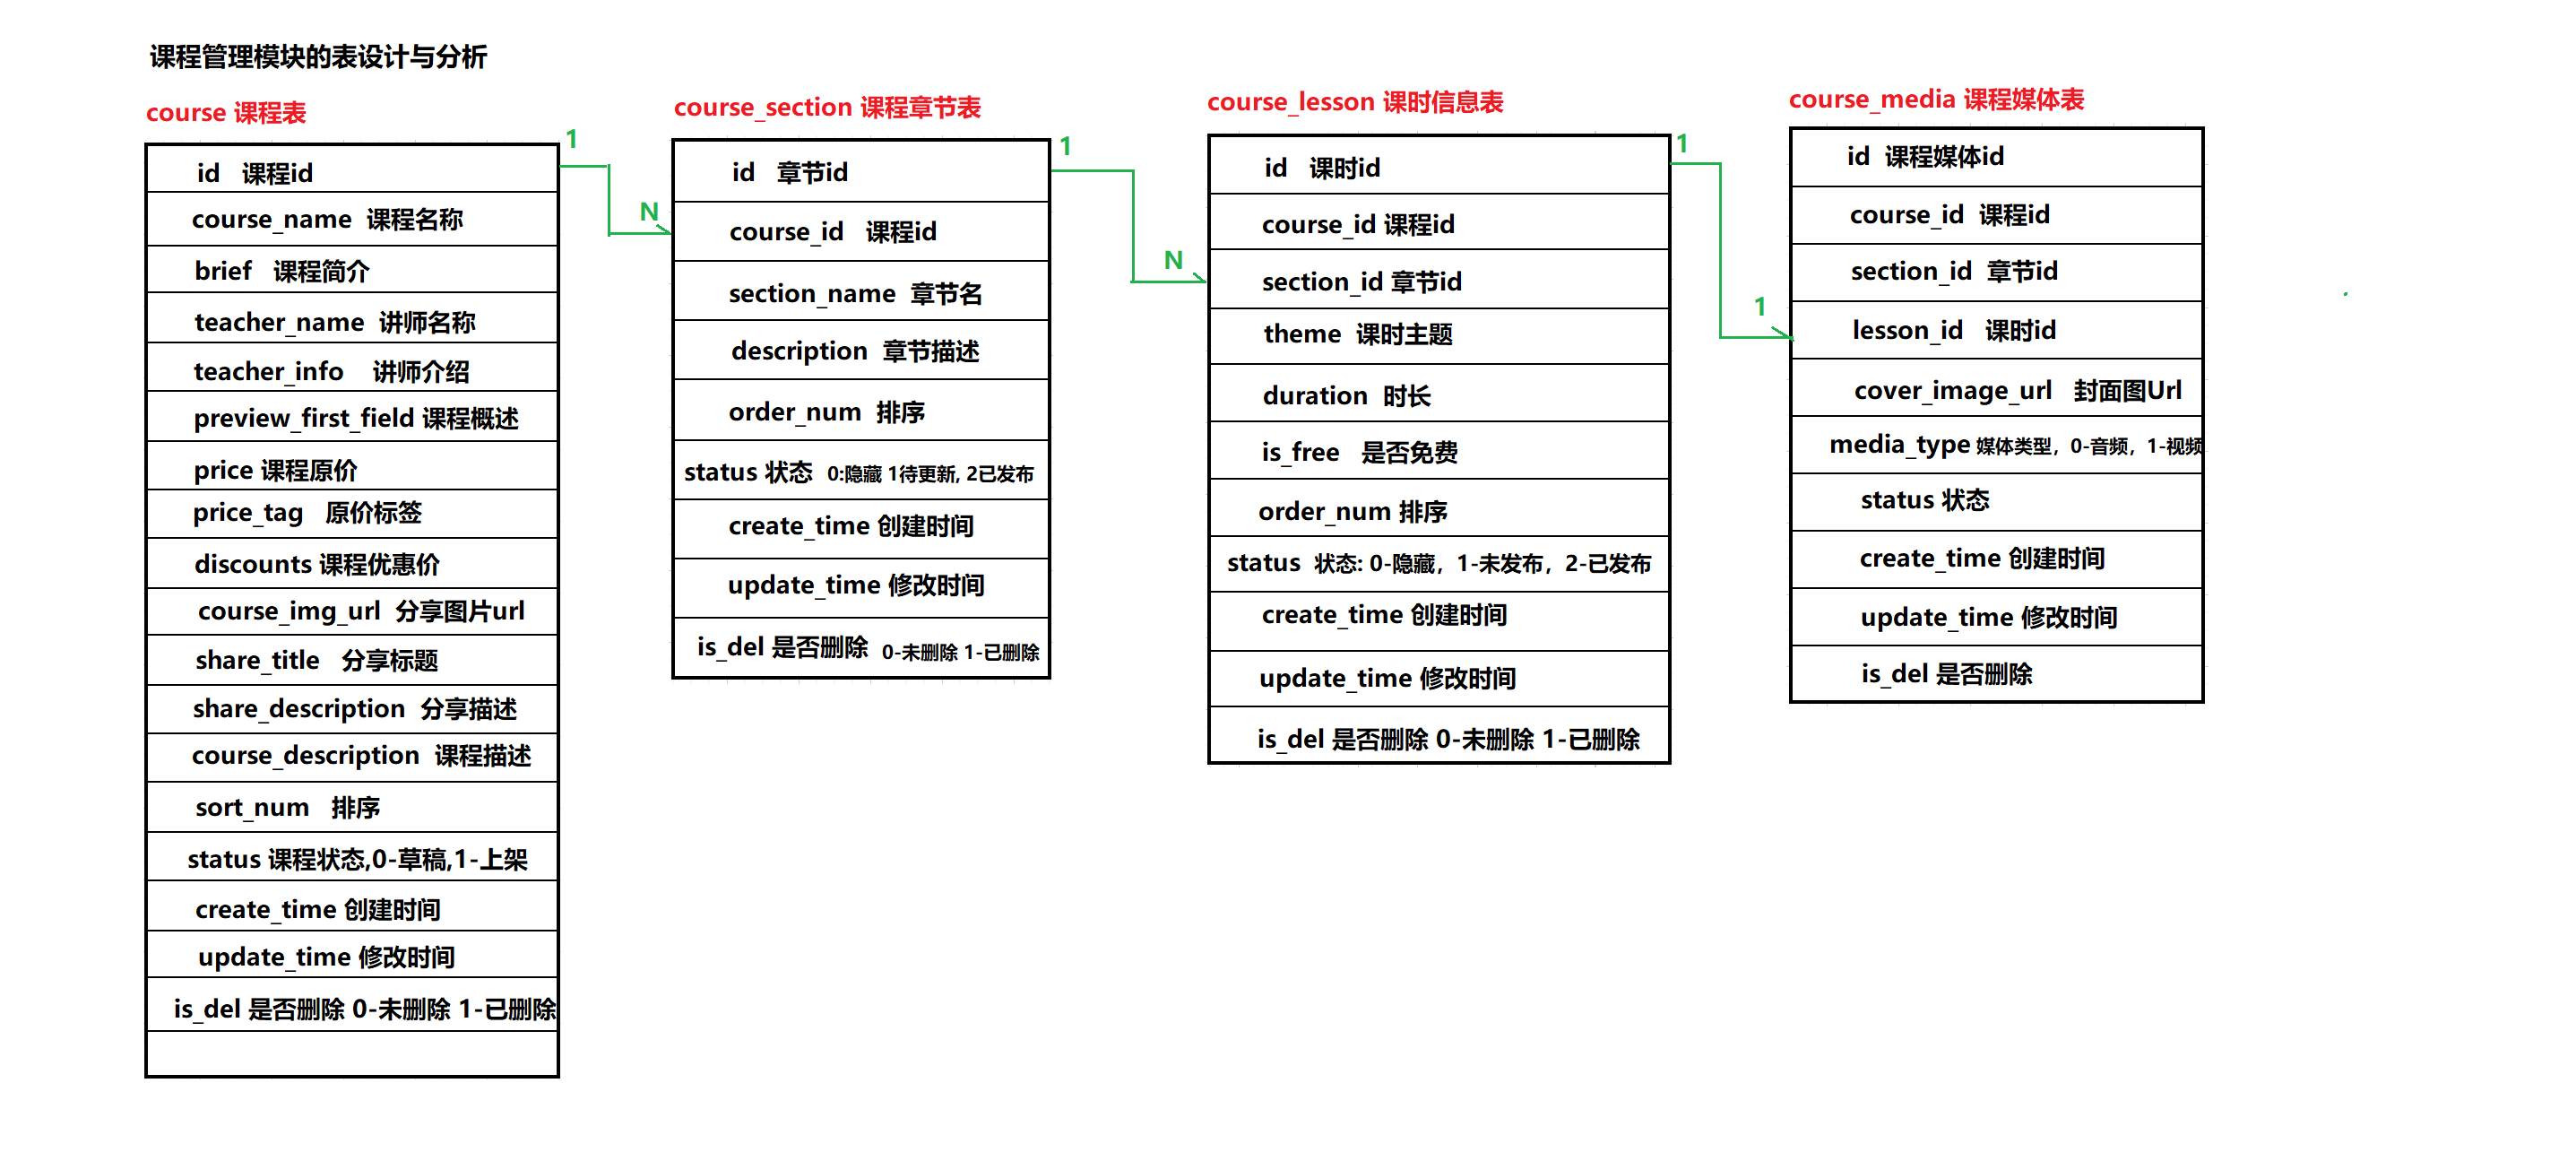 课程管理模块的表设计与分析
course 课程表
id 课程id
course_name 课程名称
brief 课程简介
teacher_name 讲师名称
teacher_info 讲师介绍
preview_first_field 课程概述
price 课程原价
price_tag 原价标签
discounts 课程优惠价
course_img_url 分享图片url
share_title 分享标题
share_description 分享描述
course_description 课程描述
sort_num 排序
status 课程状态,0-草稿,1-上架
create_time 创建时间
update_time 修改时间
is_del 是否删除 0-未删除 1-已删除
1
N
course_section 课程章节表
id 章节id
course_id 课程id
section_name 章节名
description 章节描述
order_num 排序
status 状态 0:隐藏 1待更新, 2已发布
create_time 创建时间
update_time 修改时间
is_del 是否删除 0-未删除 1-已删除
1
N
course_lesson 课时信息表
id 课时id
course_id 课程id
section_id 章节id
theme 课时主题
duration 时长
is_free 是否免费
order_num 排序
status 状态: 0-隐藏，1-未发布，2-已发布
create_time 创建时间
update_time 修改时间
is_del 是否删除 0-未删除 1-已删除
1
1
course_media 课程媒体表
id 课程媒体id
course_id 课程id
section_id 章节id
lesson_id 课时id
cover_image_url 封面图Url
media_type 媒体类型，0-音频，1-视频
status 状态
create_time 创建时间
update_time 修改时间
is_del 是否删除